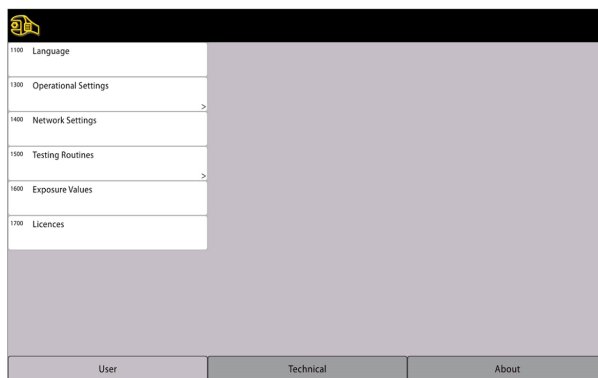 1100 Language
1300 Operational Settings
>
1400 Network Settings
1500 Testing Routines
>
1600 Exposure Values
1700 Licences
User Technical About